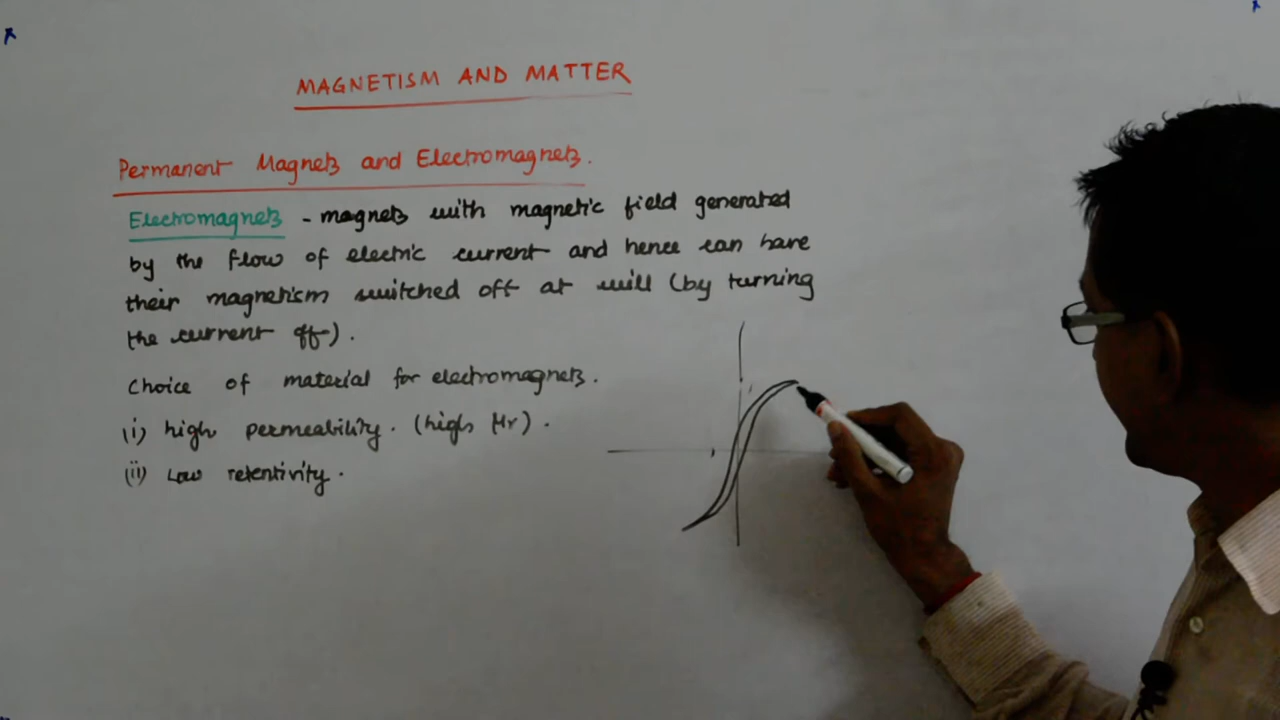 MAGNETISM AND MATTER
Permanent Magnets and Electromagnets.
Electromagnets - magnets with magnetic field generated
by the flow of electric current and hence can have
their magnetism switched off at will (by turning
the current off).
Choice of material for electromagnets.
(i) high permeability. (high μr).
(ii) Low retentivity.